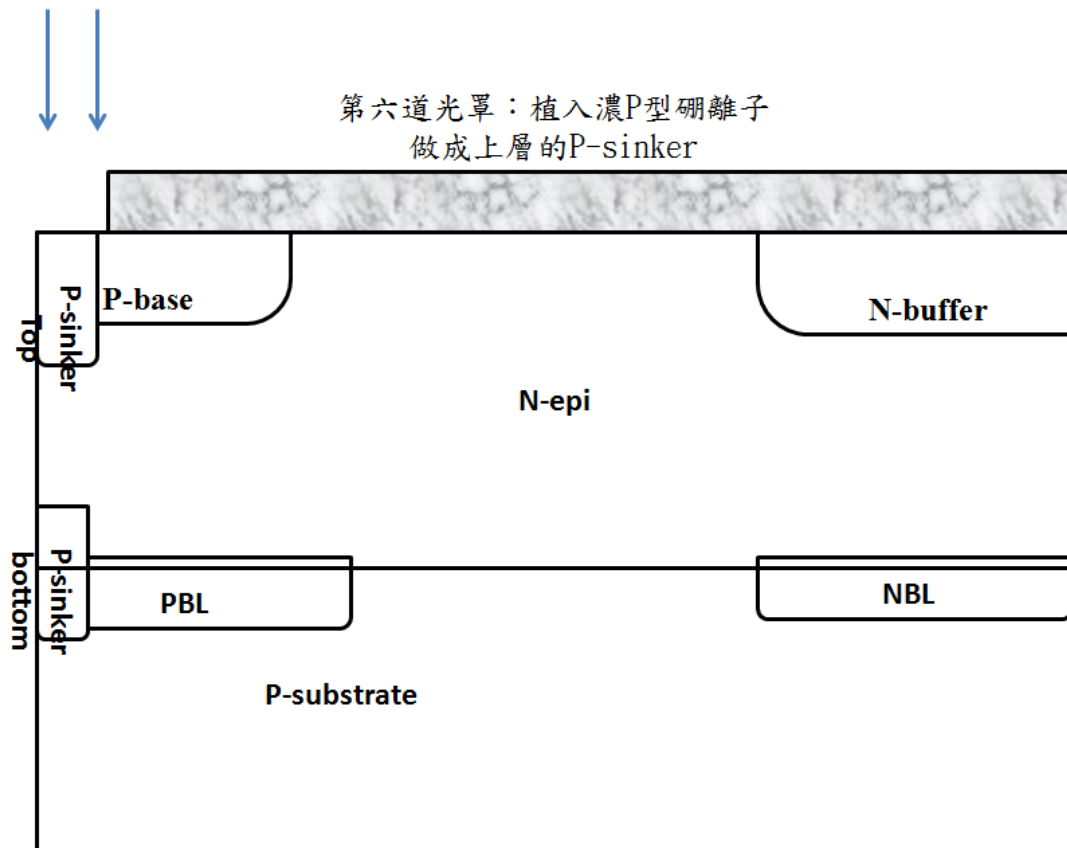 第六道光罩：植入濃P型硼離子
做成上層的P-sinker
P-sinker
Top
P-base
N-buffer
N-epi
P-sinker
bottom
PBL
NBL
P-substrate